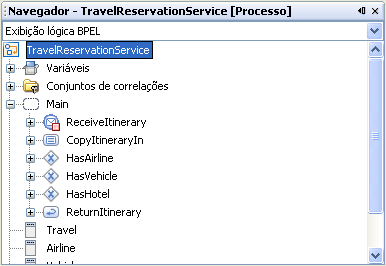 Navegador - TravelReservationService [Processo]
Exibição lógica BPEL
TravelReservationService
Variáveis
Conjuntos de correlações
Main
ReceiveItinerary
CopyItineraryIn
HasAirline
HasVehicle
HasHotel
ReturnItinerary
Travel
Airline